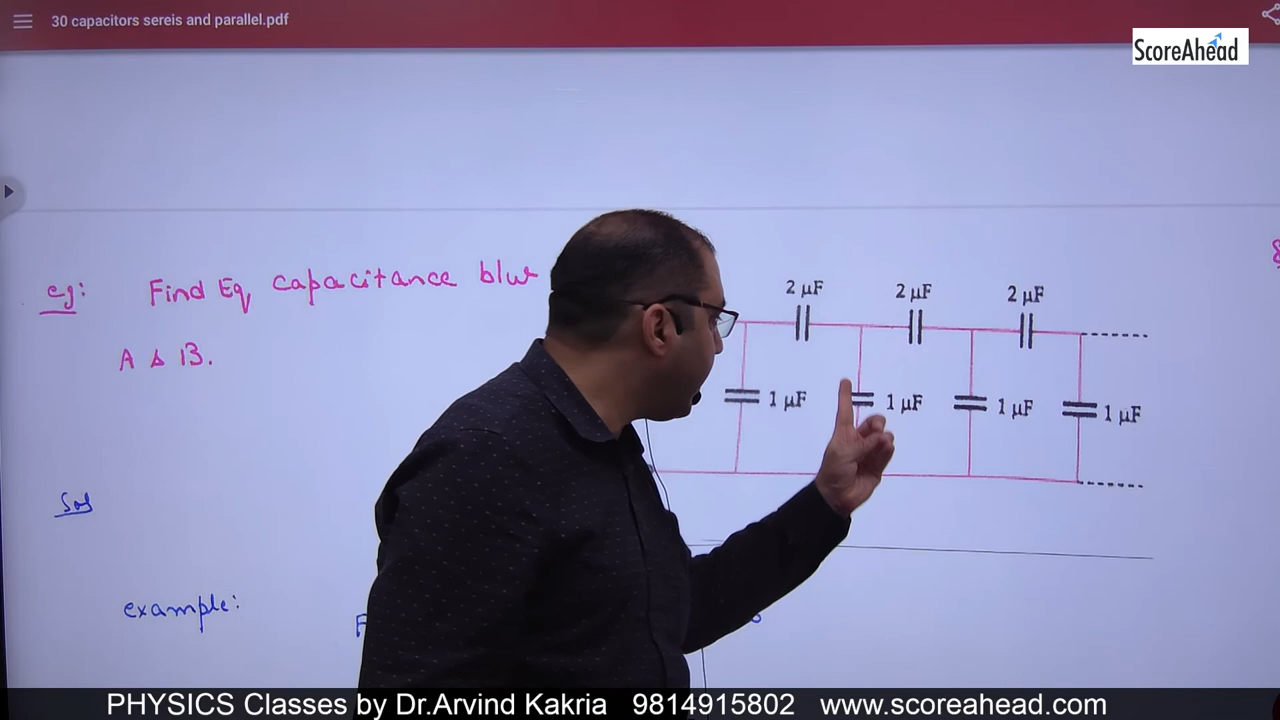 30 capacitors sereis and parallel.pdf
ScoreAhead
eg: Find Eq capacitance blw
A & B.
2 μF 2 μF 2 μF
1 μF 1 μF 1 μF 1 μF
Sol
example:
PHYSICS Classes by Dr.Arvind Kakria 9814915802 www.scoreahead.com